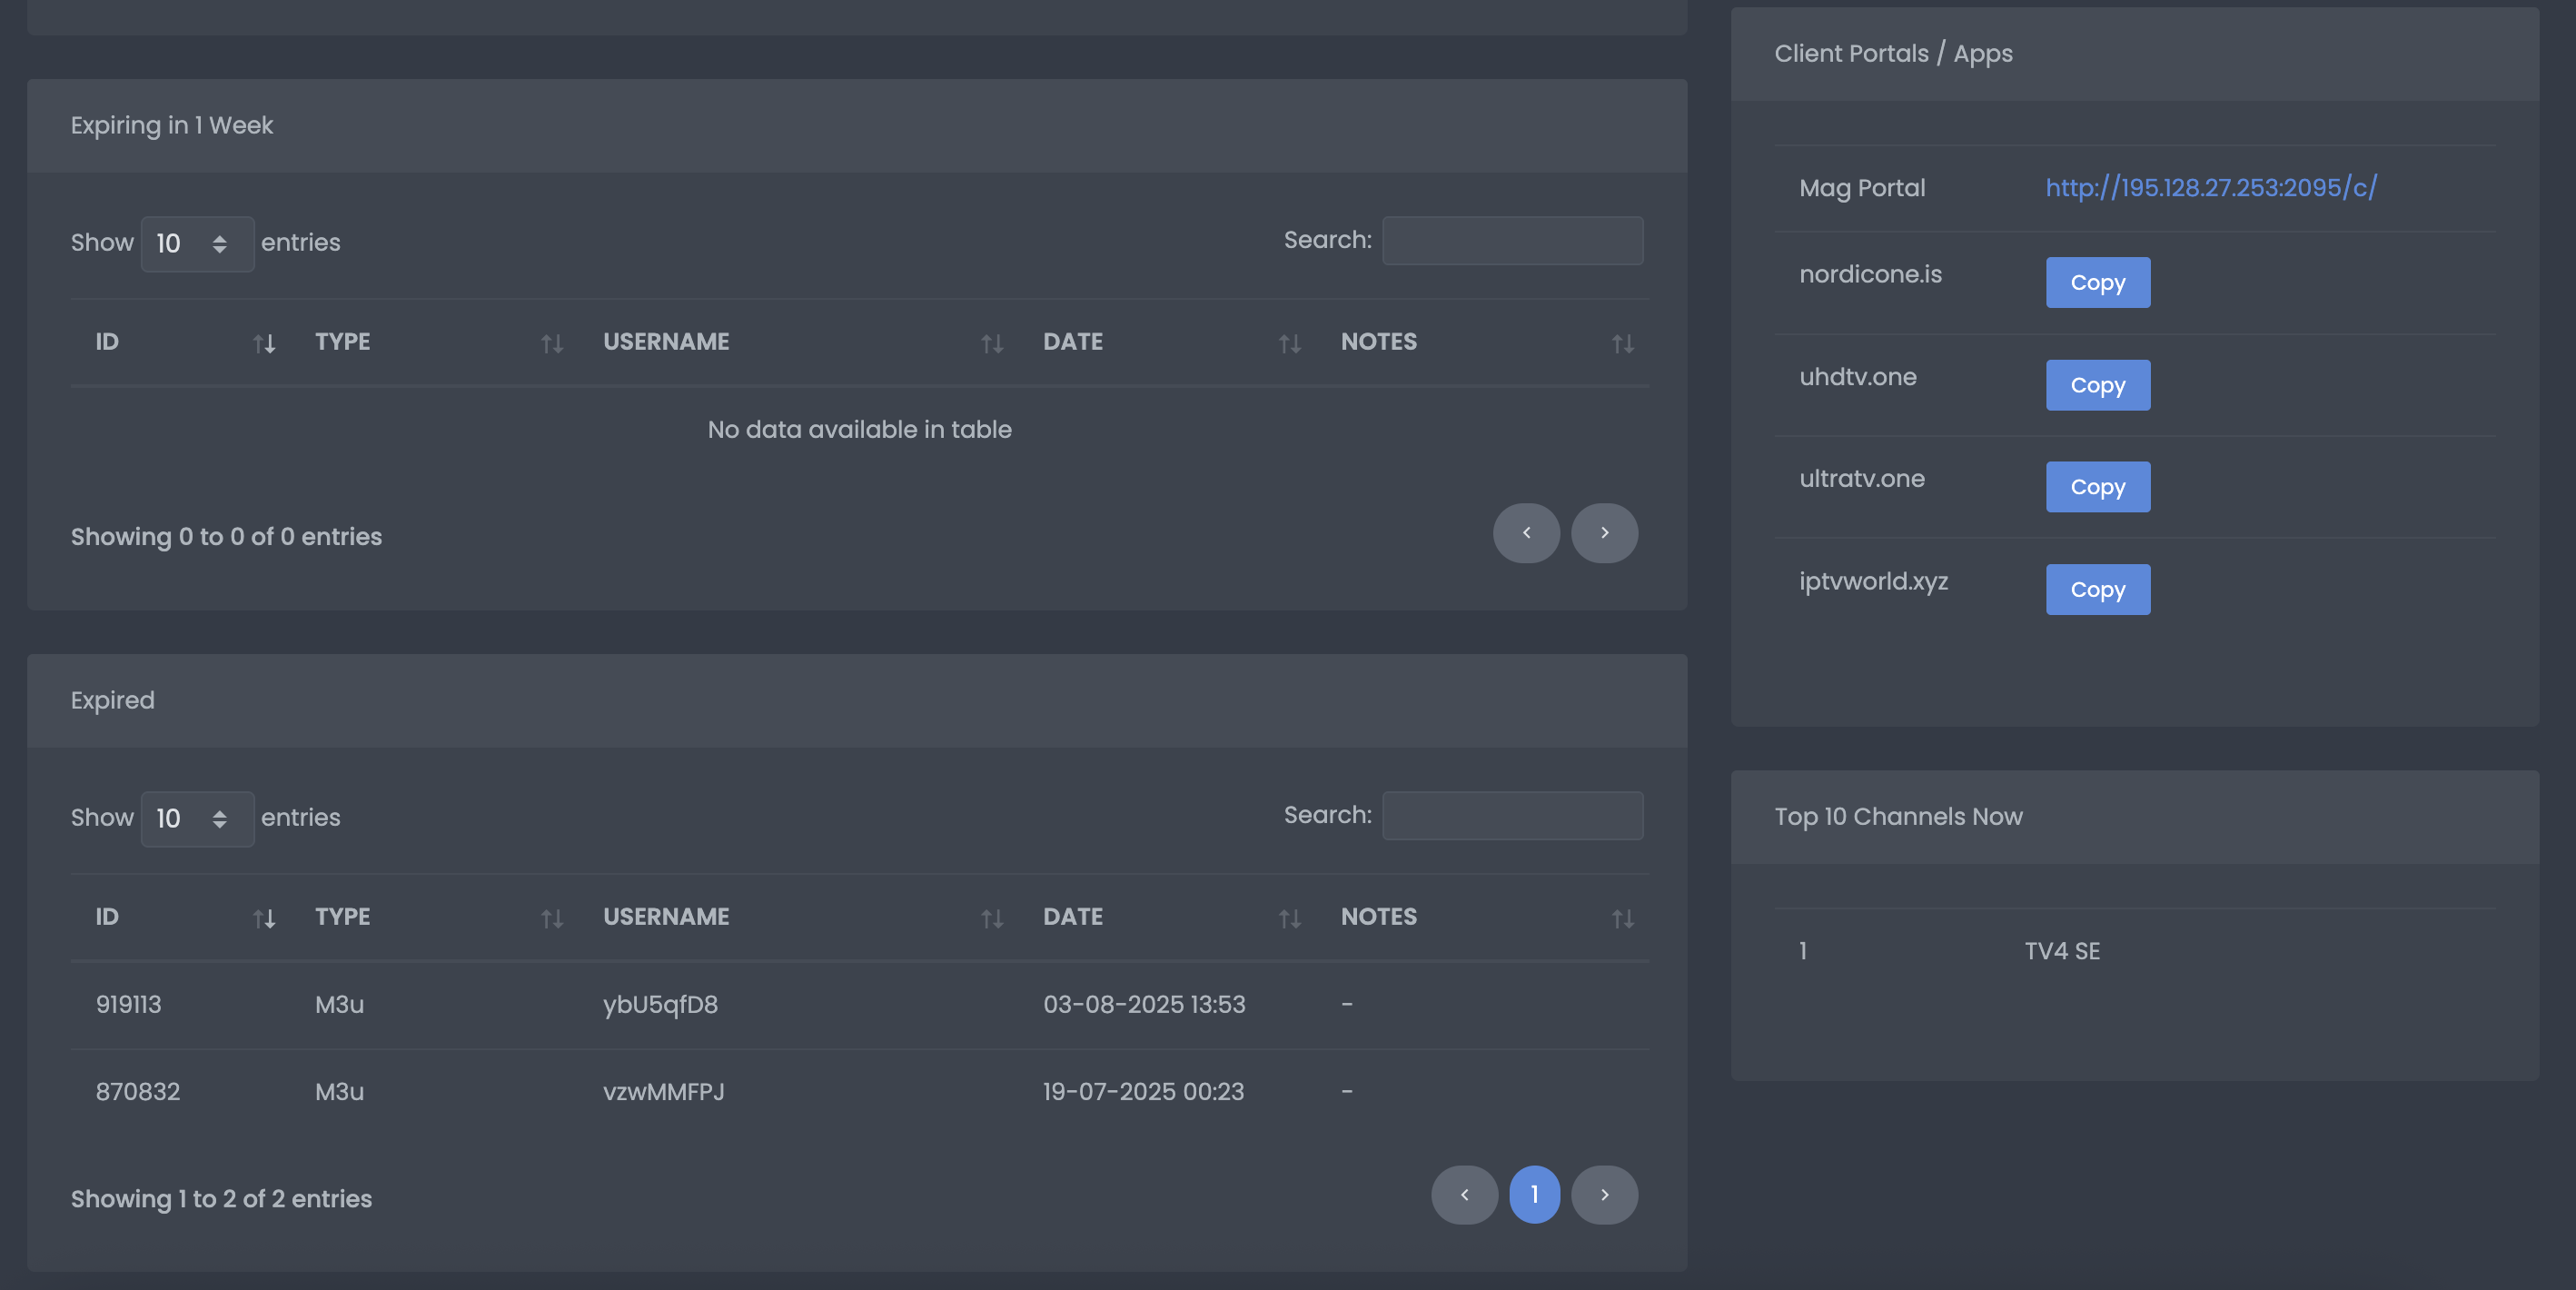 Expiring in 1 Week
Show 10 entries
Search:
ID TYPE USERNAME DATE NOTES
No data available in table
Showing 0 to 0 of 0 entries
‹ ›
Expired
Show 10 entries
Search:
ID TYPE USERNAME DATE NOTES
919113 M3u ybU5qfD8 03-08-2025 13:53 -
870832 M3u vzwMMFPJ 19-07-2025 00:23 -
Showing 1 to 2 of 2 entries
‹ 1 ›
Client Portals / Apps
Mag Portal http://195.128.27.253:2095/c/
nordicone.is Copy
uhdtv.one Copy
ultratv.one Copy
iptvworld.xyz Copy
Top 10 Channels Now
1 TV4 SE